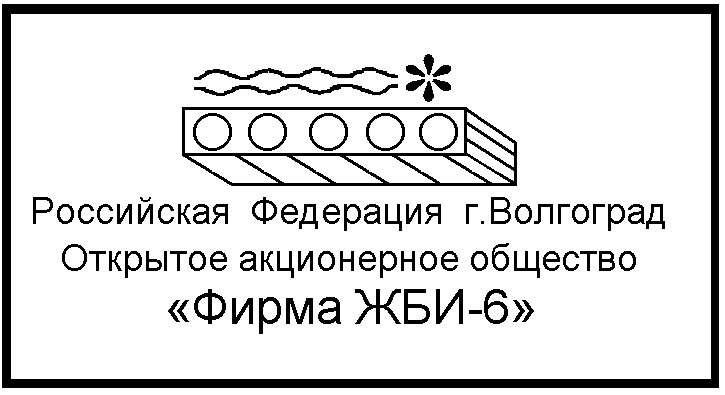 Российская Федерация г.Волгоград
Открытое акционерное общество
«Фирма ЖБИ-6»